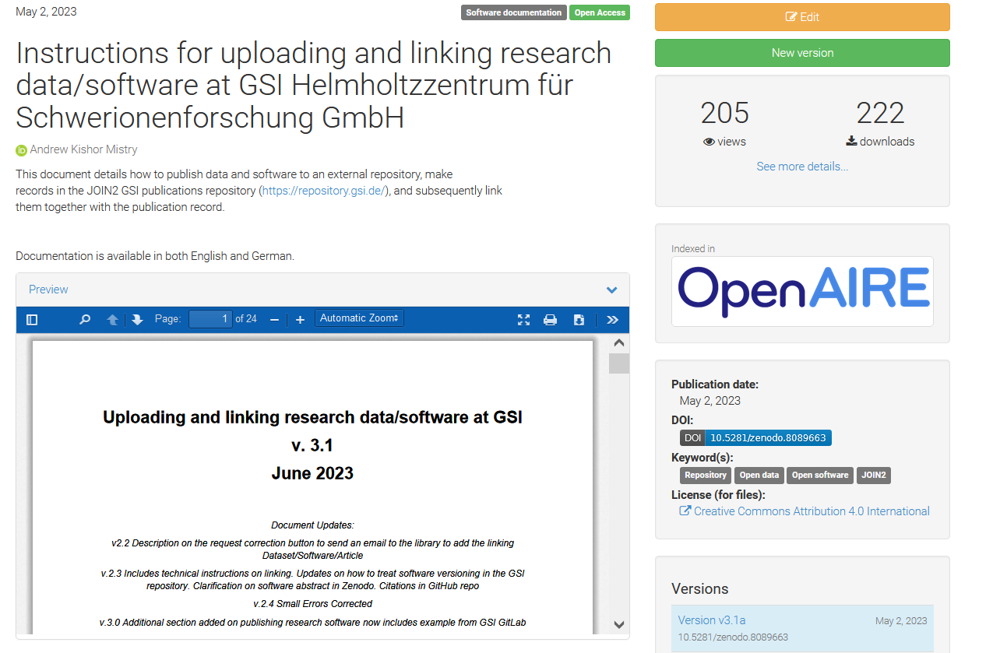 May 2, 2023
Software documentation
Open Access
Instructions for uploading and linking research
data/software at GSI Helmholtzzentrum für
Schwerionenforschung GmbH
iD Andrew Kishor Mistry
This document details how to publish data and software to an external repository, make
records in the JOIN2 GSI publications repository (https://repository.gsi.de/), and subsequently link
them together with the publication record.
Documentation is available in both English and German.
Preview
Page: 1 of 24
Automatic Zoom
Uploading and linking research data/software at GSI
v. 3.1
June 2023
Document Updates:
v2.2 Description on the request correction button to send an email to the library to add the linking
Dataset/Software/Article
v.2.3 Includes technical instructions on linking. Updates on how to treat software versioning in the GSI
repository. Clarification on software abstract in Zenodo. Citations in GitHub repo
v.2.4 Small Errors Corrected
v.3.0 Additional section added on publishing research software now includes example from GSI GitLab
Edit
New version
205 222
views downloads
See more details...
Indexed in
OpenAIRE
Publication date:
May 2, 2023
DOI:
DOI 10.5281/zenodo.8089663
Keyword(s):
Repository Open data Open software JOIN2
License (for files):
Creative Commons Attribution 4.0 International
Versions
Version v3.1a May 2, 2023
10.5281/zenodo.8089663